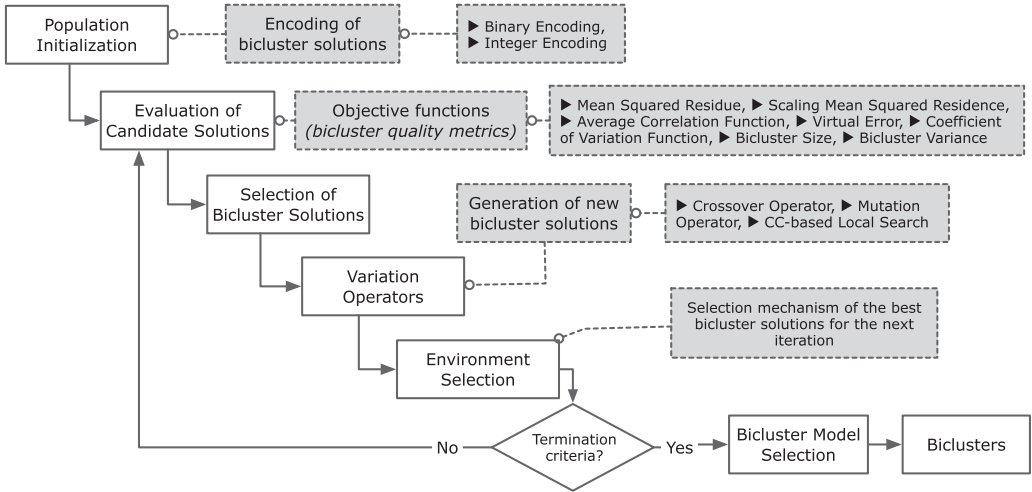 Population
Initialization
Encoding of
bicluster solutions
▶ Binary Encoding,
▶ Integer Encoding
Evaluation of
Candidate Solutions
Objective functions
(bicluster quality metrics)
▶ Mean Squared Residue, ▶ Scaling Mean Squared Residence,
▶ Average Correlation Function, ▶ Virtual Error, ▶ Coefficient
of Variation Function, ▶ Bicluster Size, ▶ Bicluster Variance
Selection of
Bicluster Solutions
Generation of new
bicluster solutions
▶ Crossover Operator, ▶ Mutation
Operator, ▶ CC-based Local Search
Variation
Operators
Selection mechanism of the best
bicluster solutions for the next
iteration
Environment
Selection
Termination
criteria?
No
Yes
Bicluster Model
Selection
Biclusters